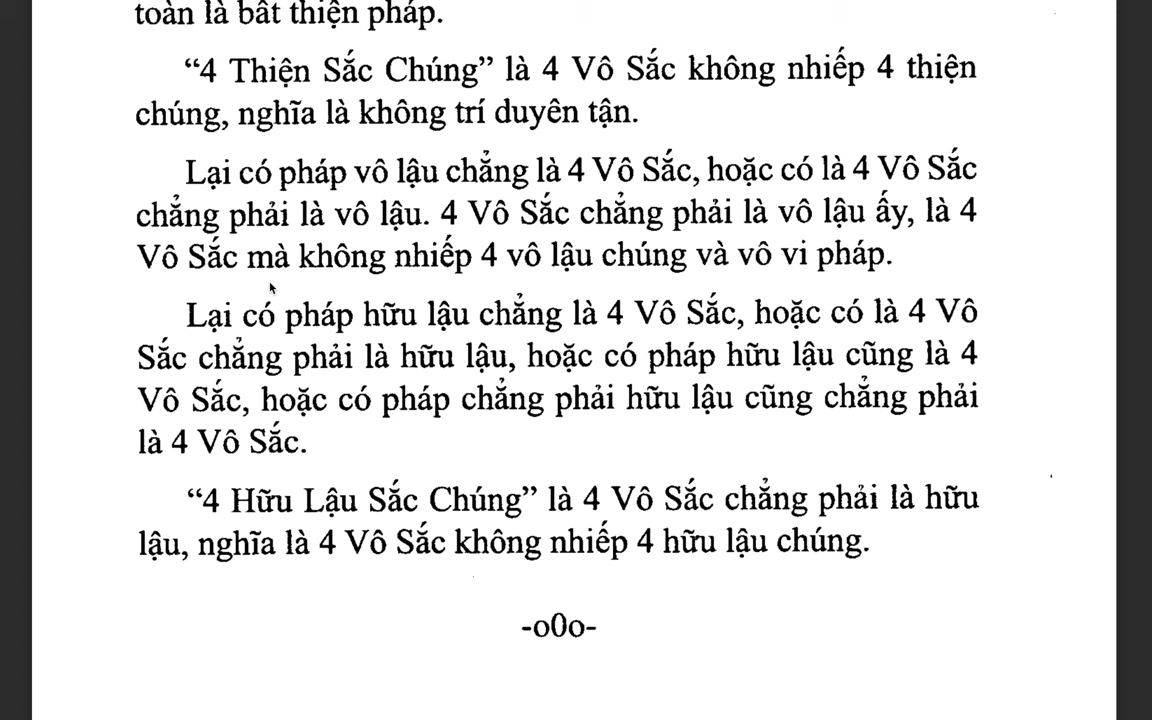 toàn là bất thiện pháp.
“4 Thiện Sắc Chúng” là 4 Vô Sắc không nhiếp 4 thiện
chúng, nghĩa là không trí duyên tận.
Lại có pháp vô lậu chẳng là 4 Vô Sắc, hoặc có là 4 Vô Sắc
chẳng phải là vô lậu. 4 Vô Sắc chẳng phải là vô lậu ấy, là 4
Vô Sắc mà không nhiếp 4 vô lậu chúng và vô vi pháp.
Lại có pháp hữu lậu chẳng là 4 Vô Sắc, hoặc có là 4 Vô
Sắc chẳng phải là hữu lậu, hoặc có pháp hữu lậu cũng là 4
Vô Sắc, hoặc có pháp chẳng phải hữu lậu cũng chẳng phải
là 4 Vô Sắc.
“4 Hữu Lậu Sắc Chúng” là 4 Vô Sắc chẳng phải là hữu
lậu, nghĩa là 4 Vô Sắc không nhiếp 4 hữu lậu chúng.
-o0o-